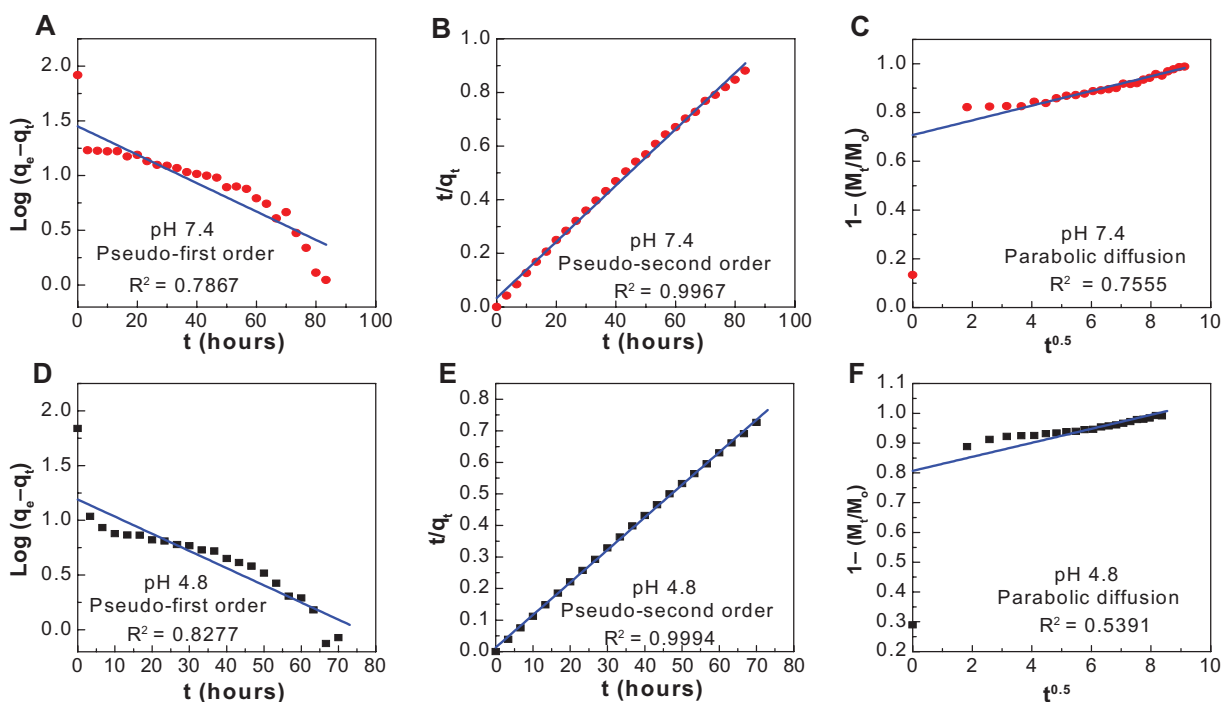 A
2.0
1.5
1.0
0.5
0.0
Log (qₑ–qₜ)
pH 7.4
Pseudo-first order
R² = 0.7867
0 20 40 60 80 100
t (hours)
B
1.2
1.0
0.8
0.6
0.4
0.2
0.0
t/qₜ
pH 7.4
Pseudo-second order
R² = 0.9967
0 20 40 60 80 100
t (hours)
C
1.0
0.8
0.6
0.4
0.2
0.0
1– (Mₜ/Mₒ)
pH 7.4
Parabolic diffusion
R² = 0.7555
0 2 4 6 8 10
t⁰·⁵
D
2.0
1.5
1.0
0.5
0.0
Log (qₑ–qₜ)
pH 4.8
Pseudo-first order
R² = 0.8277
0 10 20 30 40 50 60 70 80
t (hours)
E
0.8
0.7
0.6
0.5
0.4
0.3
0.2
0.1
0.0
t/qₜ
pH 4.8
Pseudo-second order
R² = 0.9994
0 10 20 30 40 50 60 70 80
t (hours)
F
1.1
1.0
0.9
0.8
0.7
0.6
0.5
0.4
0.3
0.2
1– (Mₜ/Mₒ)
pH 4.8
Parabolic diffusion
R² = 0.5391
0 2 4 6 8 10
t⁰·⁵